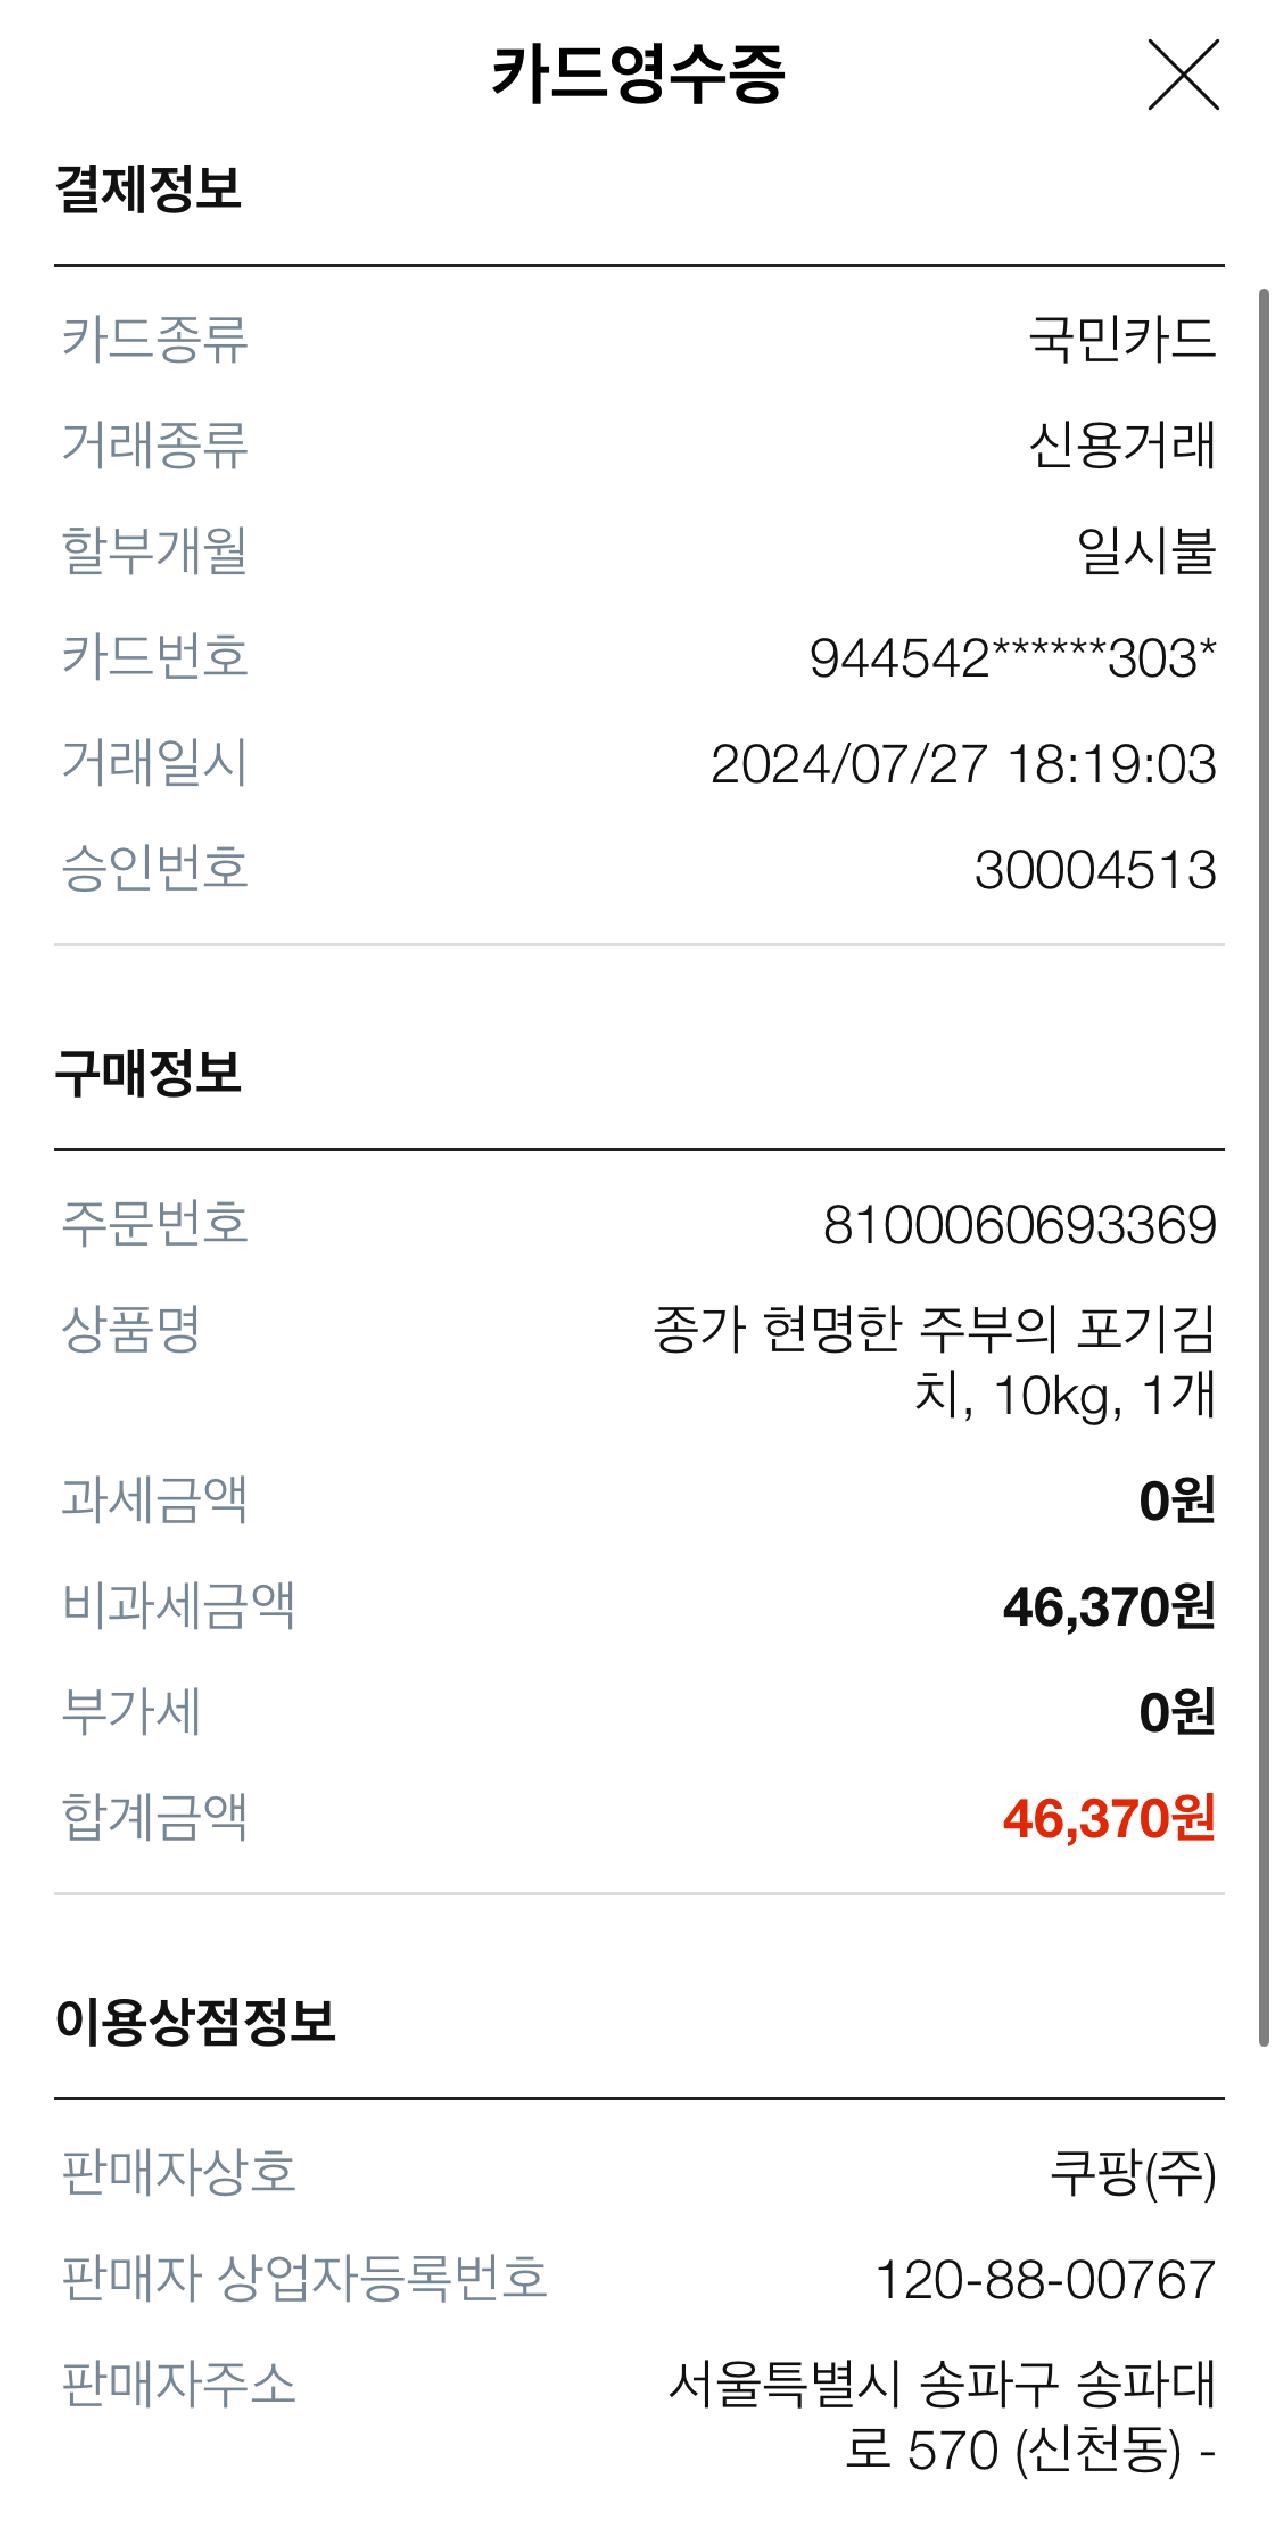 카드영수증
결제정보
카드종류 국민카드
거래종류 신용거래
할부개월 일시불
카드번호 944542******303*
거래일시 2024/07/27 18:19:03
승인번호 30004513
구매정보
주문번호 8100060693369
상품명 종가 현명한 주부의 포기김
치, 10kg, 1개
과세금액 0원
비과세금액 46,370원
부가세 0원
합계금액 46,370원
이용상점정보
판매자상호 쿠팡(주)
판매자 상업자등록번호 120-88-00767
판매자주소 서울특별시 송파구 송파대
로 570 (신천동) -